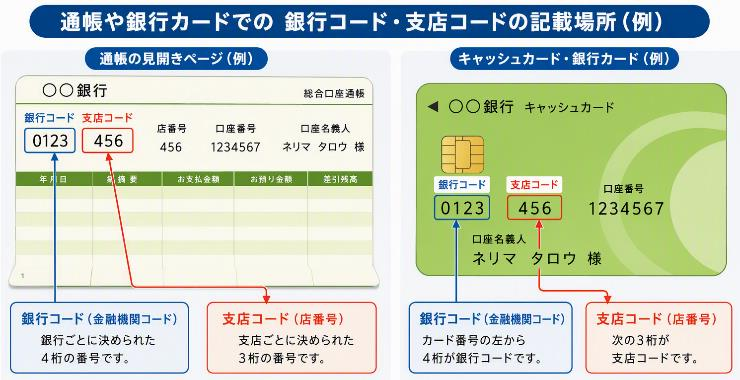 通帳や銀行カードでの 銀行コード・支店コードの記載場所（例）
通帳の見開きページ（例）
〇〇銀行
総合口座通帳
銀行コード 支店コード
0123 456
店番号 口座番号 口座名義人
456 1234567 ネリマ タロウ 様
年月日 摘要 お支払金額 お預り金額 差引残高
1
銀行コード（金融機関コード）
銀行ごとに決められた
4桁の番号です。
支店コード（店番号）
支店ごとに決められた
3桁の番号です。
キャッシュカード・銀行カード（例）
◀ 〇〇銀行 キャッシュカード
銀行コード 支店コード 口座番号
0123 456 1234567
口座名義人
ネリマ タロウ 様
銀行コード（金融機関コード）
カード番号の左から
4桁が銀行コードです。
支店コード（店番号）
次の3桁が
支店コードです。